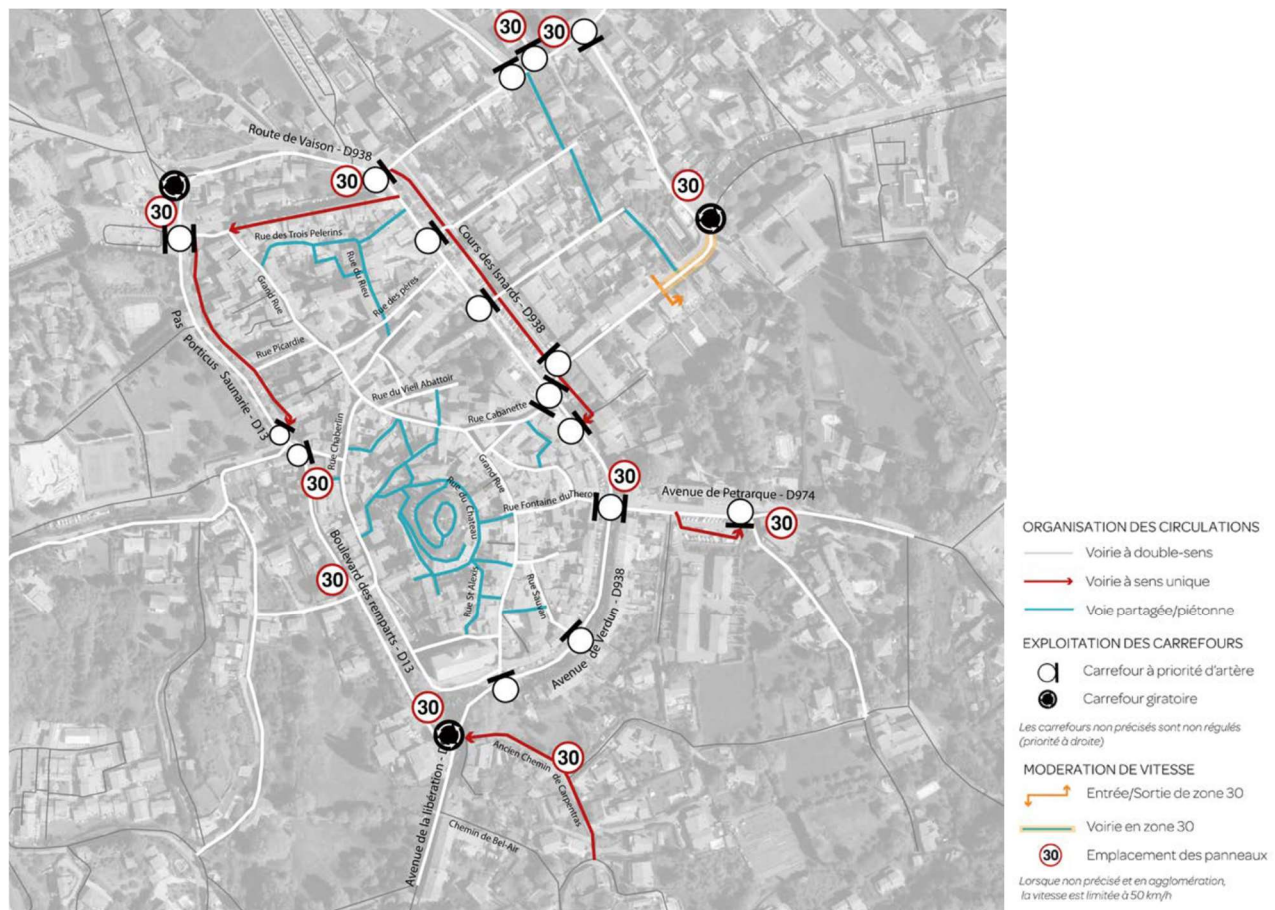 30
30
Route de Vaison - D938
30
30
30
Rue des Trois Pelerins
Cours des Isnards - D938
Rue du Rieu
Grand Rue
Rue des pères
Pas Porticus Saunarie - D13
Rue Picardie
Rue du Vieil Abattoir
Rue Cabanette
Rue Chaberlin
Grand Rue
30
30
Rue du Chateau
Rue Fontaine du Theron
Avenue de Petrarque - D974
30
Boulevard des remparts - D13
30
Rue St Alexis
Rue Sauvan
Avenue de Verdun - D938
30
30
Ancien Chemin de Carpentras
Avenue de la libération - D
Chemin de Bel-Air
ORGANISATION DES CIRCULATIONS
Voirie à double-sens
Voirie à sens unique
Voie partagée/piétonne
EXPLOITATION DES CARREFOURS
Carrefour à priorité d'artère
Carrefour giratoire
Les carrefours non précisés sont non régulés
(priorité à droite)
MODERATION DE VITESSE
Entrée/Sortie de zone 30
Voirie en zone 30
30
Emplacement des panneaux
Lorsque non précisé et en agglomération,
la vitesse est limitée à 50 km/h